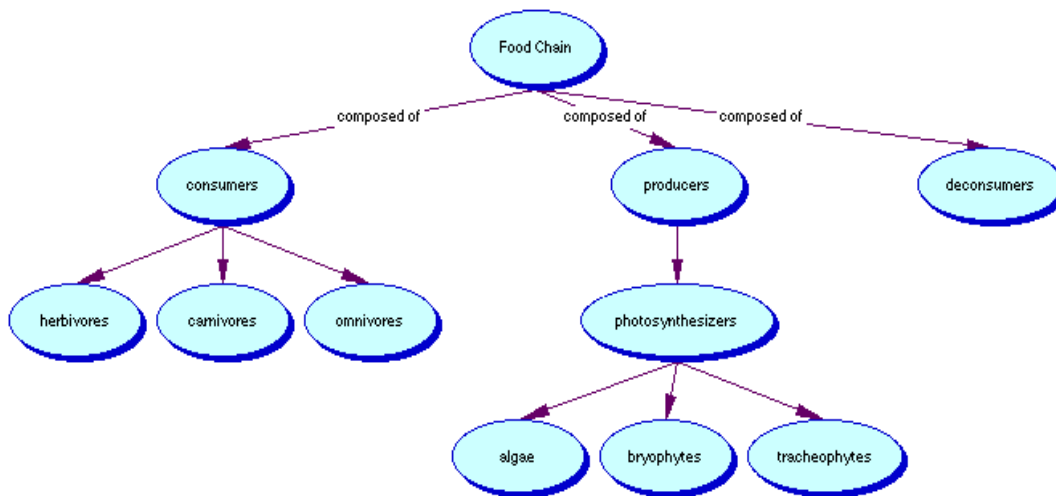 Food Chain
composed of
composed of
composed of
consumers
producers
deconsumers
herbivores
carnivores
omnivores
photosynthesizers
algae
bryophytes
tracheophytes